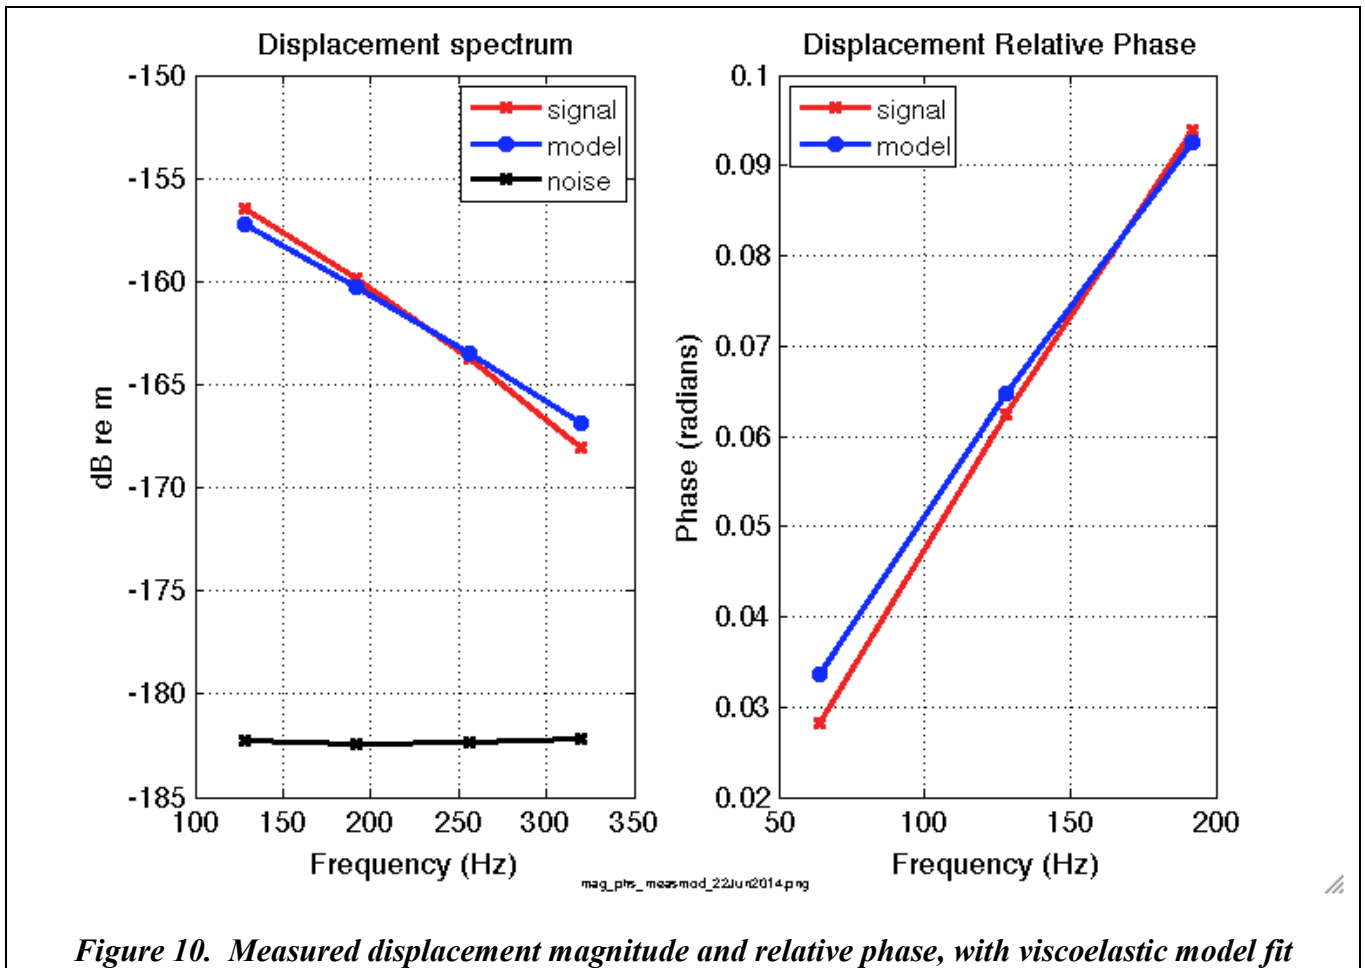 Displacement spectrum
-150
-155
-160
-165
-170
-175
-180
-185
100 150 200 250 300 350
dB re m
Frequency (Hz)
signal
model
noise
Displacement Relative Phase
0.1
0.09
0.08
0.07
0.06
0.05
0.04
0.03
0.02
50 100 150 200
Phase (radians)
Frequency (Hz)
signal
model
mag_phs_measmod_22Jun2014.png
Figure 10. Measured displacement magnitude and relative phase, with viscoelastic model fit